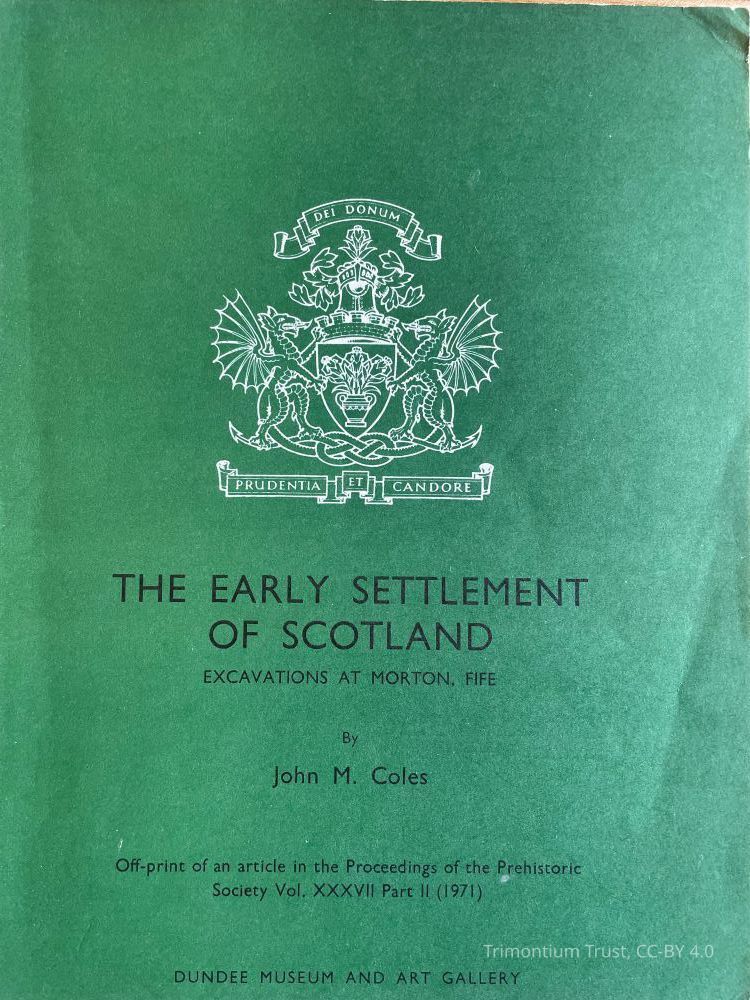 DEI DONUM
PRUDENTIA ET CANDORE
THE EARLY SETTLEMENT
OF SCOTLAND
EXCAVATIONS AT MORTON, FIFE
By
John M. Coles
Off-print of an article in the Proceedings of the Prehistoric
Society Vol. XXXVII Part II (1971)
Trimontium Trust, CC-BY 4.0
DUNDEE MUSEUM AND ART GALLERY